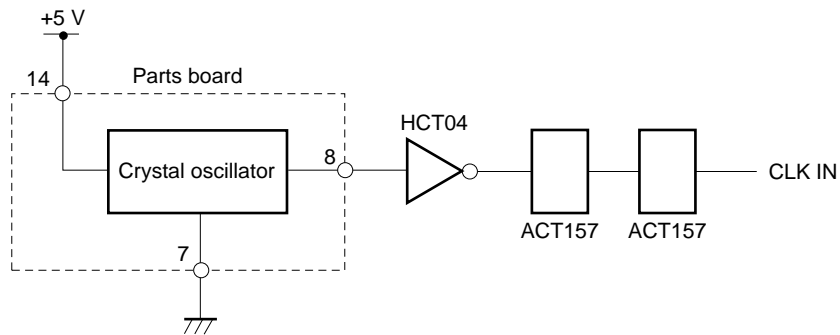 +5 V
14
Parts board
HCT04
8
Crystal oscillator
CLK IN
ACT157
ACT157
7